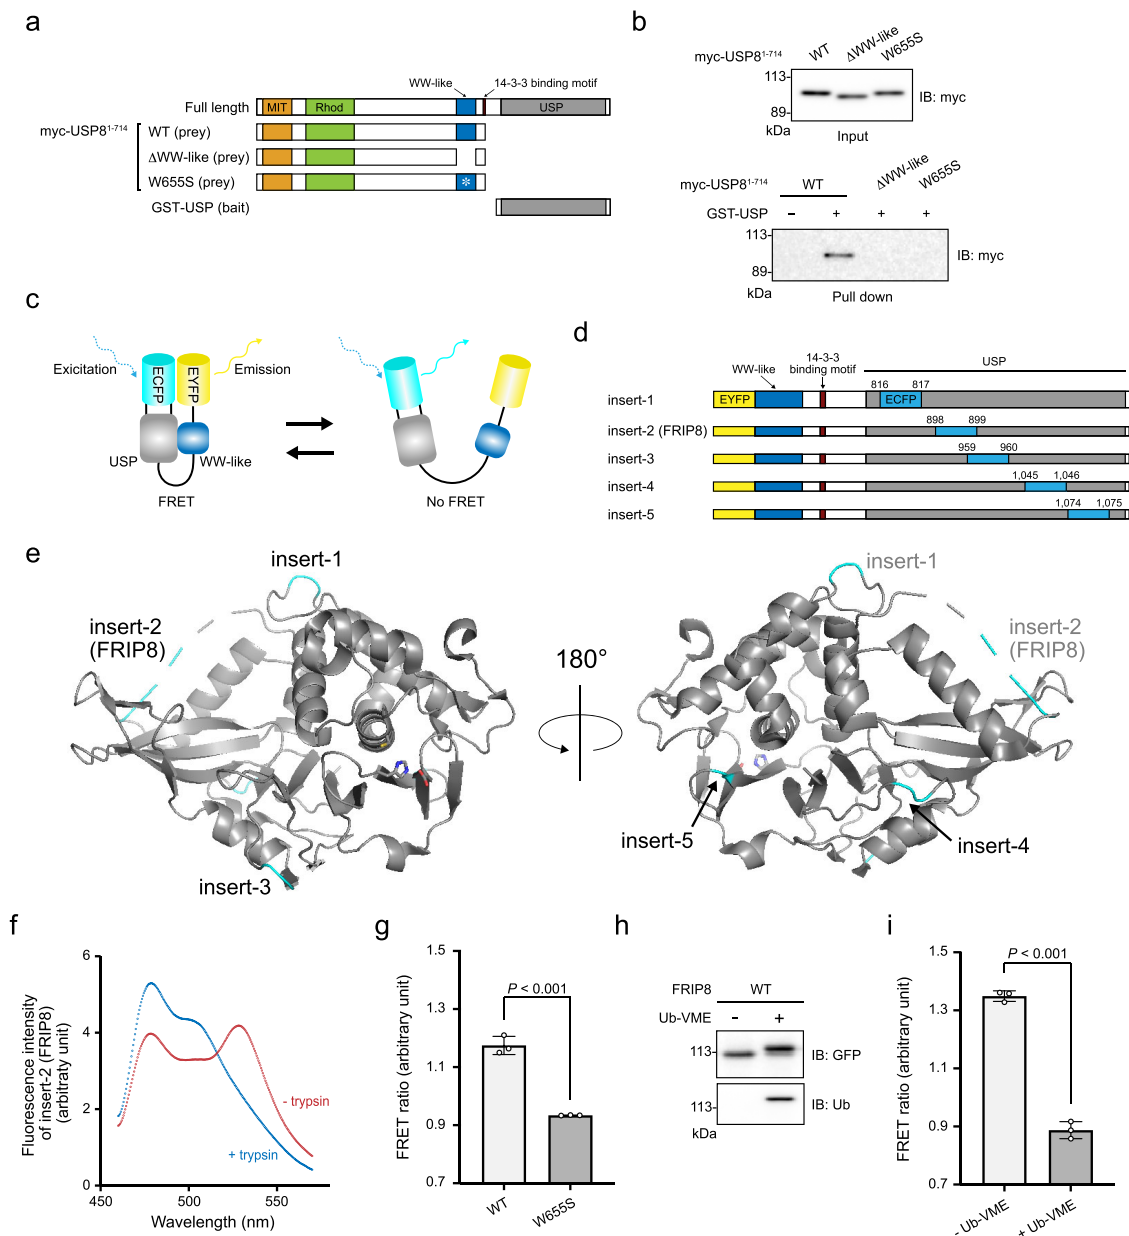 a
WW-like
14-3-3 binding motif
Full length
MIT
Rhod
USP
myc-USP8¹⁻⁷¹⁴
WT (prey)
ΔWW-like (prey)
W655S (prey)
*
GST-USP (bait)
b
myc-USP8¹⁻⁷¹⁴
WT
ΔWW-like
W655S
113-
89-
kDa
IB: myc
Input
myc-USP8¹⁻⁷¹⁴
WT
ΔWW-like
W655S
GST-USP
– + + +
113-
89-
kDa
IB: myc
Pull down
c
Exicitation
ECFP
EYFP
Emission
USP
WW-like
FRET
No FRET
d
WW-like
14-3-3
binding motif
USP
816 817
insert-1
EYFP
ECFP
898 899
insert-2 (FRIP8)
959 960
insert-3
1,045 1,046
insert-4
1,074 1,075
insert-5
e
insert-1
insert-2
(FRIP8)
insert-3
180°
insert-1
insert-2
(FRIP8)
insert-5
insert-4
f
Fluorescence intensity
of insert-2 (FRIP8)
(arbitraty unit)
6
4
2
0
450 500 550
Wavelength (nm)
- trypsin
+ trypsin
g
FRET ratio (arbitrary unit)
1.5
1.3
1.1
0.9
0.7
P < 0.001
WT
W655S
h
FRIP8
WT
Ub-VME
- +
113-
IB: GFP
113-
IB: Ub
kDa
i
FRET ratio (arbitrary unit)
1.5
1.3
1.1
0.9
0.7
P < 0.001
- Ub-VME
+ Ub-VME